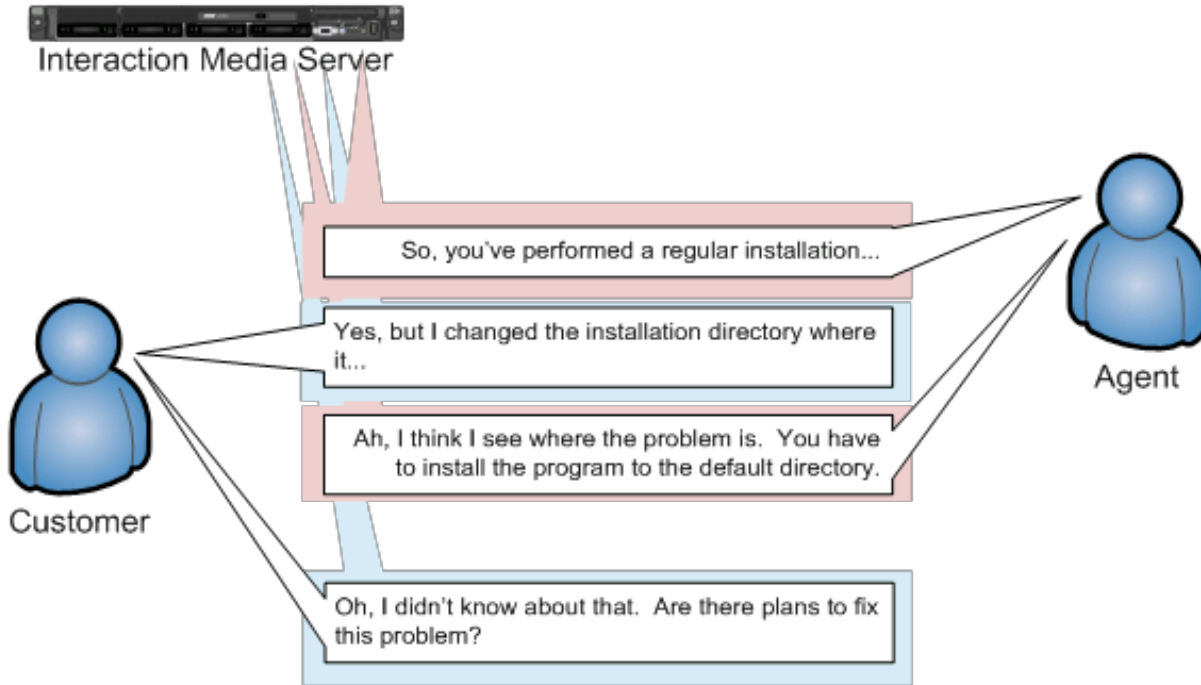 Interaction Media Server
So, you've performed a regular installation...
Yes, but I changed the installation directory where
it...
Agent
Ah, I think I see where the problem is.  You have
to install the program to the default directory.
Customer
Oh, I didn't know about that.  Are there plans to fix
this problem?